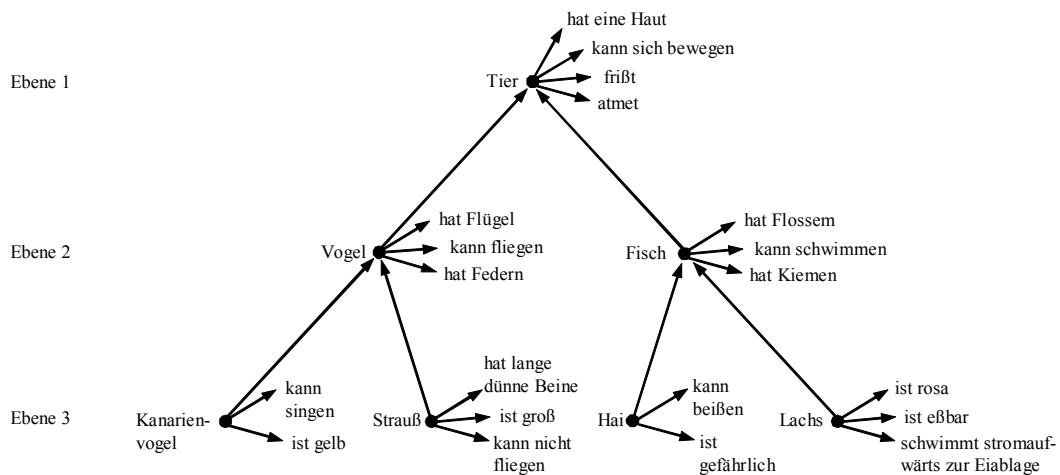 hat eine Haut
kann sich bewegen
Ebene 1
Tier
frißt
atmet
hat Flügel
hat Flossem
Ebene 2
Vogel
kann fliegen
Fisch
kann schwimmen
hat Federn
hat Kiemen
hat lange
dünne Beine
kann
singen
kann
beißen
ist rosa
Ebene 3
Kanarien-
vogel
ist gelb
Strauß
ist groß
kann nicht
fliegen
Hai
ist
gefährlich
Lachs
ist eßbar
schwimmt stromauf-
wärts zur Eiablage